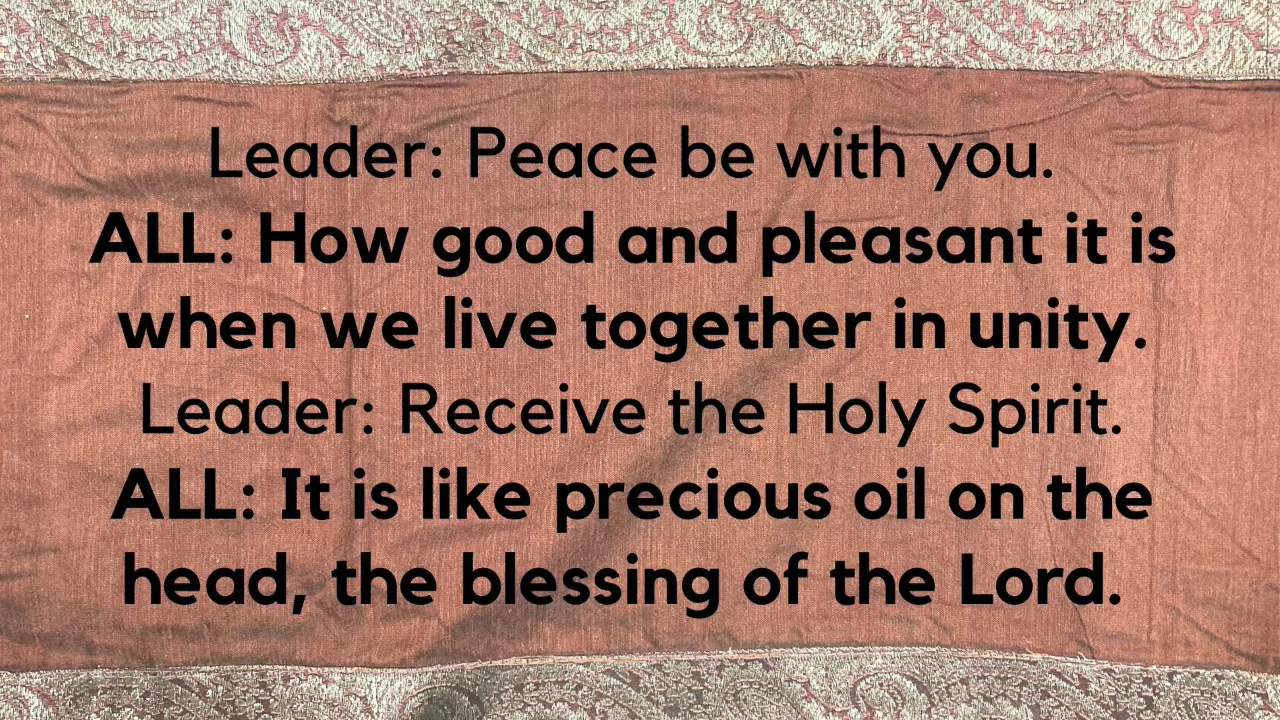 Leader: Peace be with you.
ALL: How good and pleasant it is
when we live together in unity.
Leader: Receive the Holy Spirit.
ALL: It is like precious oil on the
head, the blessing of the Lord.